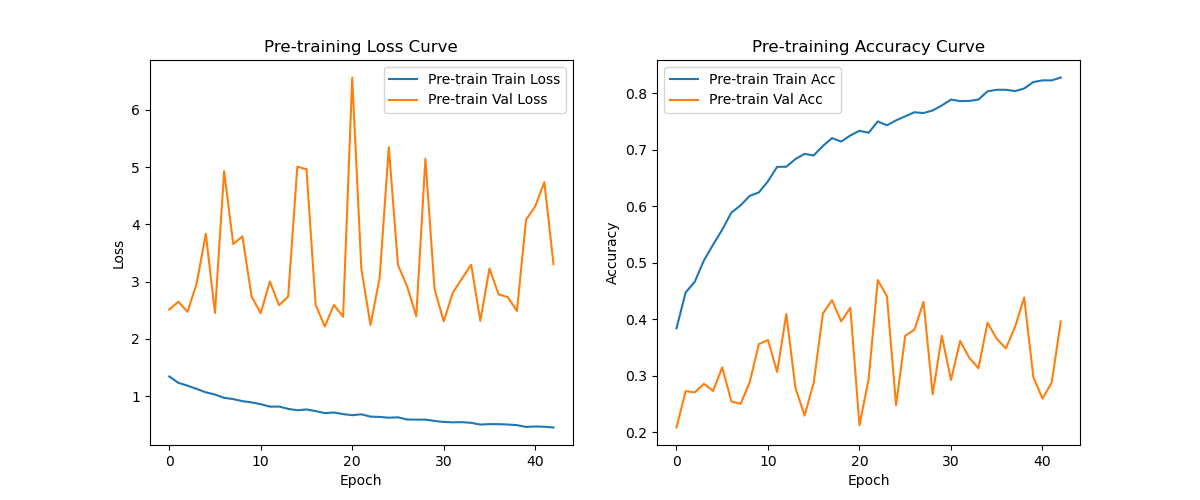 Pre-training Loss Curve
Pre-train Train Loss
Pre-train Val Loss
6
5
4
3
2
1
Loss
0
10
20
30
40
Epoch
Pre-training Accuracy Curve
Pre-train Train Acc
Pre-train Val Acc
0.8
0.7
0.6
0.5
0.4
0.3
0.2
Accuracy
0
10
20
30
40
Epoch